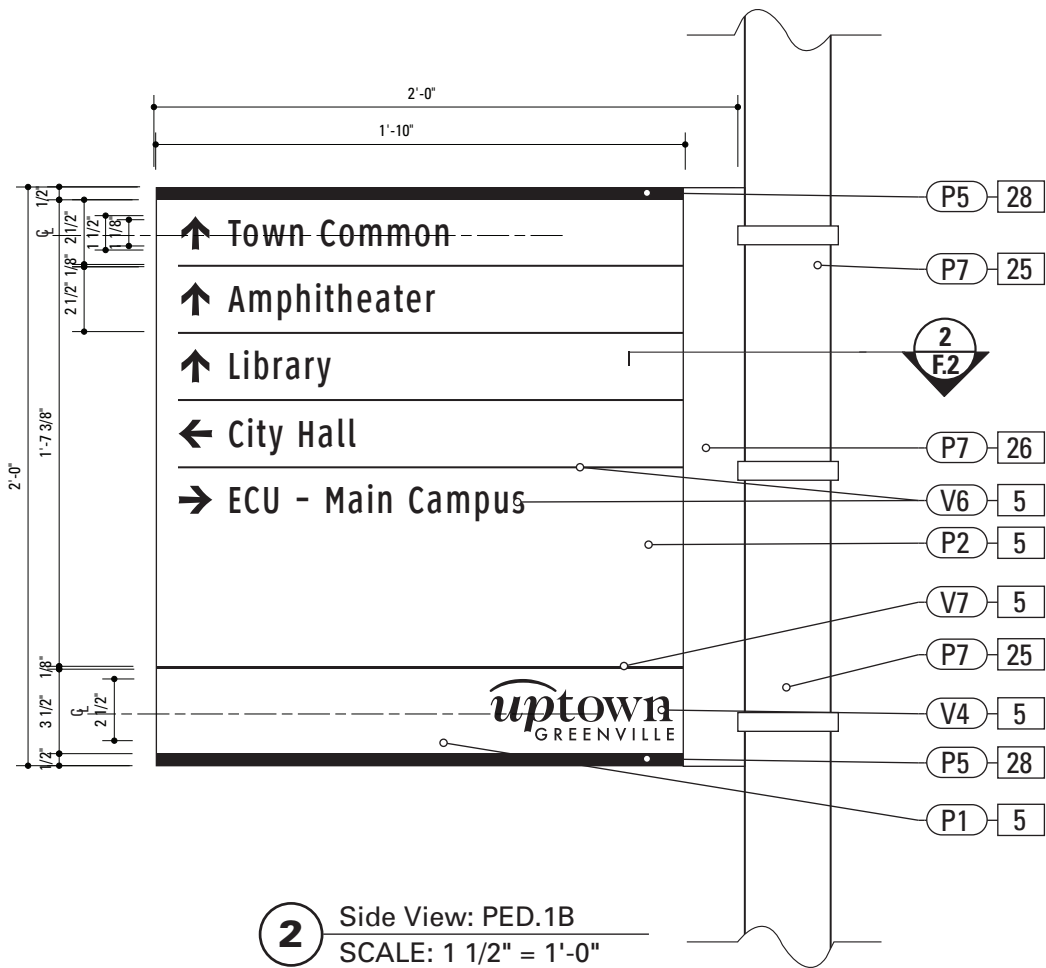 2'-0"
1'-10"
1/2"
P5 28
℄ 2 1/2" 1 1/2" 1 1/8"
Town Common
P7 25
1/8"
2 1/2"
Amphitheater
2
F.2
Library
1'-7 3/8"
City Hall
P7 26
2'-0"
V6 5
ECU - Main Campus
P2 5
V7 5
P7 25
1/8"
3 1/2" ℄ 2 1/2"
uptown
GREENVILLE
V4 5
1/2"
P5 28
P1 5
2 Side View: PED.1B
SCALE: 1 1/2" = 1'-0"